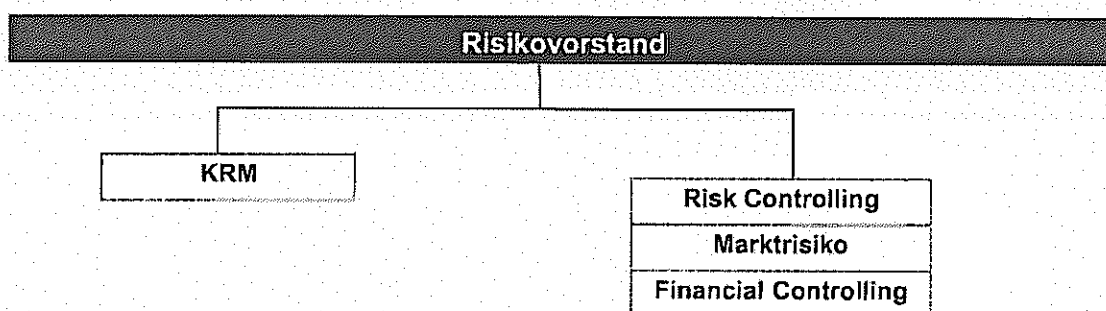 Risikovorstand
KRM
Risk Controlling
Marktrisiko
Financial Controlling